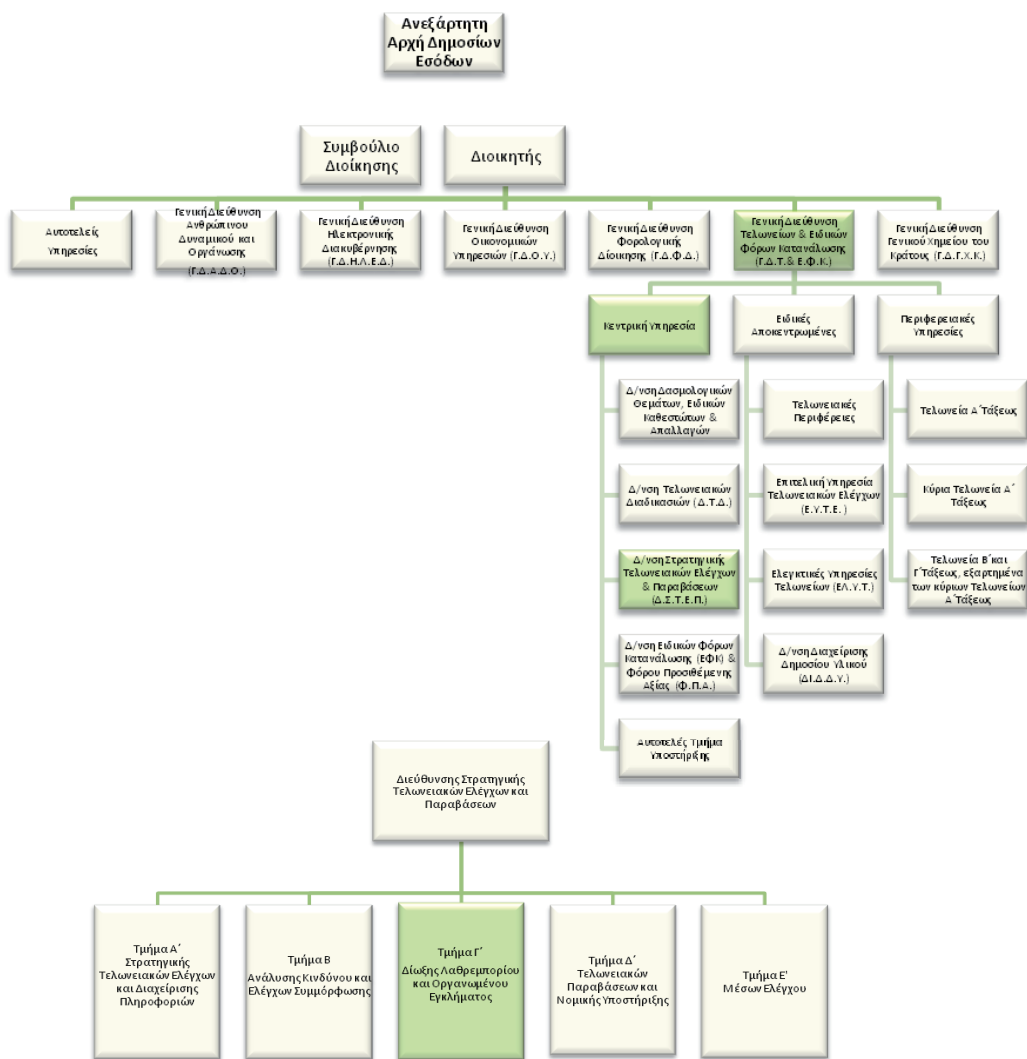 Ανεξάρτητη
Αρχή Δημοσίων
Εσόδων
Συμβούλιο
Διοίκησης
Διοικητής
Αυτοτελείς
Υπηρεσίες
Γενική Διεύθυνση
Ανθρώπινου
Δυναμικού και
Οργάνωσης
(Γ.Δ.Α.Δ.Ο.)
Γενική Διεύθυνση
Ηλεκτρονικής
Διακυβέρνησης
(Γ.Δ.Η.Λ.Ε.Δ.)
Γενική Διεύθυνση
Οικονομικών
Υπηρεσιών (Γ.Δ.Ο.Υ.)
Γενική Διεύθυνση
Φορολογικής
Δίοικησης (Γ.Δ.Φ.Δ.)
Γενική Διεύθυνση
Τελωνείων & Ειδικών
Φόρων Κατανάλωσης
(Γ.Δ.Τ.& Ε.Φ.Κ.)
Γενική Διεύθυνση
Γενικού Χημείου του
Κράτους (Γ.Δ.Γ.Χ.Κ.)
Κεντρική Υπηρεσία
Ειδικές
Αποκεντρωμένες
Περιφερειακές
Υπηρεσίες
Δ/νση Δασμολογικών
Θεμάτων, Ειδικών
Καθεστώτων &
Απαλλαγών
Τελωνειακές
Περιφέρειες
Τελωνεία Α΄Τάξεως
Δ/νση Τελωνειακών
Διαδικασιών (Δ.Τ.Δ.)
Επιτελική Υπηρεσία
Τελωνειακών Ελέγχων
(Ε.Υ.Τ.Ε.)
Κύρια Τελωνεία Α΄
Τάξεως
Δ/νση Στρατηγικής
Τελωνειακών Ελέγχων
& Παραβάσεων
(Δ.Σ.Τ.Ε.Π.)
Ελεγκτικές Υπηρεσίες
Τελωνείων (ΕΛ.Υ.Τ.)
Τελωνεία Β΄και
Γ΄Τάξεως, εξαρτημένα
των κύριων Τελωνείων
Α΄Τάξεως
Δ/νση Ειδικών Φόρων
Κατανάλωσης (ΕΦΚ) &
Φόρου Προσιθέμενης
Αξίας (Φ.Π.Α.)
Δ/νση Διαχείρισης
Δημοσίου Υλικού
(ΔΙ.Δ.Δ.Υ.)
Αυτοτελές Τμήμα
Υποστήριξης
Διεύθυνσης Στρατηγικής
Τελωνειακών Ελέγχων και
Παραβάσεων
Τμήμα Α΄
Στρατηγικής
Τελωνειακών Ελέγχων
και Διαχείρισης
Πληροφοριών
Τμήμα Β
Ανάλυσης Κινδύνου και
Ελέγχων Συμμόρφωσης
Τμήμα Γ΄
Δίωξης Λαθρεμπορίου
και Οργανωμένου
Εγκλήματος
Τμήμα Δ΄
Τελωνειακών
Παραβάσεων και
Νομικής Υποστήριξης
Τμήμα Ε'
Μέσων Ελέγχου